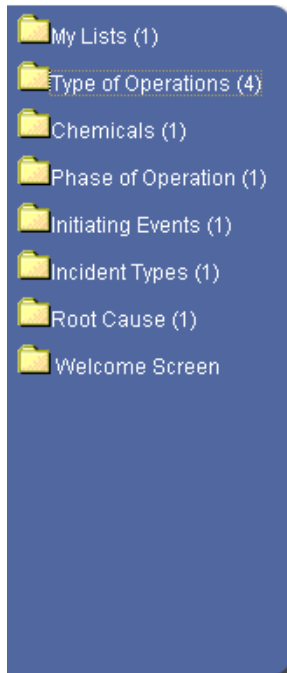 My Lists (1)
Type of Operations (4)
Chemicals (1)
Phase of Operation (1)
Initiating Events (1)
Incident Types (1)
Root Cause (1)
Welcome Screen